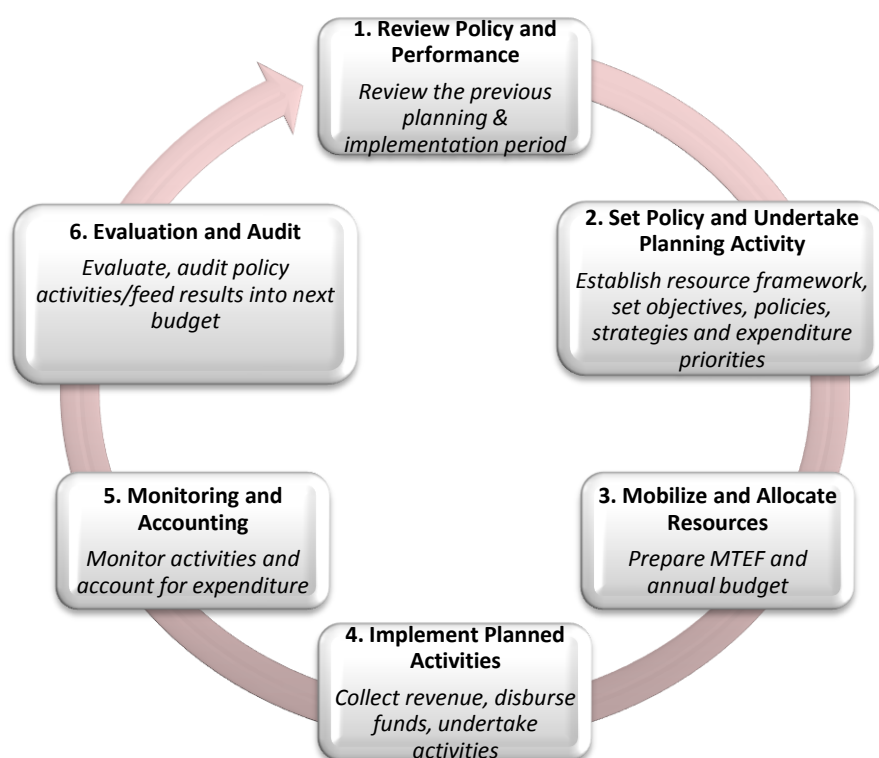 1. Review Policy and
Performance
Review the previous
planning &
implementation period
2. Set Policy and Undertake
Planning Activity
Establish resource framework,
set objectives, policies,
strategies and expenditure
priorities
3. Mobilize and Allocate
Resources
Prepare MTEF and
annual budget
4. Implement Planned
Activities
Collect revenue, disburse
funds, undertake
activities
5. Monitoring and
Accounting
Monitor activities and
account for expenditure
6. Evaluation and Audit
Evaluate, audit policy
activities/feed results into next
budget